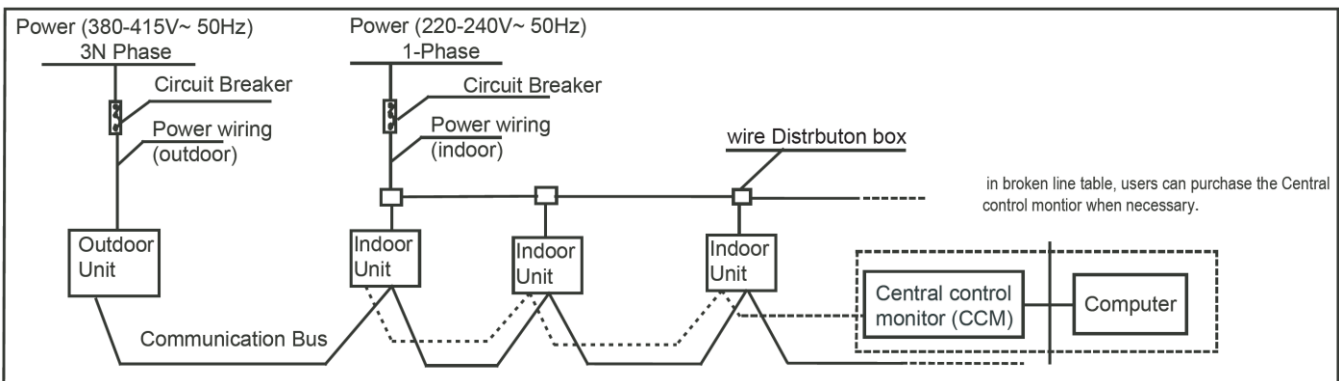 Power (380-415V~ 50Hz)
3N Phase
Circuit Breaker
Power wiring
(outdoor)
Outdoor
Unit
Power (220-240V~ 50Hz)
1-Phase
Circuit Breaker
Power wiring
(indoor)
wire Distrbuton box
in broken line table, users can purchase the Central
control montior when necessary.
Indoor
Unit
Indoor
Unit
Indoor
Unit
Central control
monitor (CCM)
Computer
Communication Bus